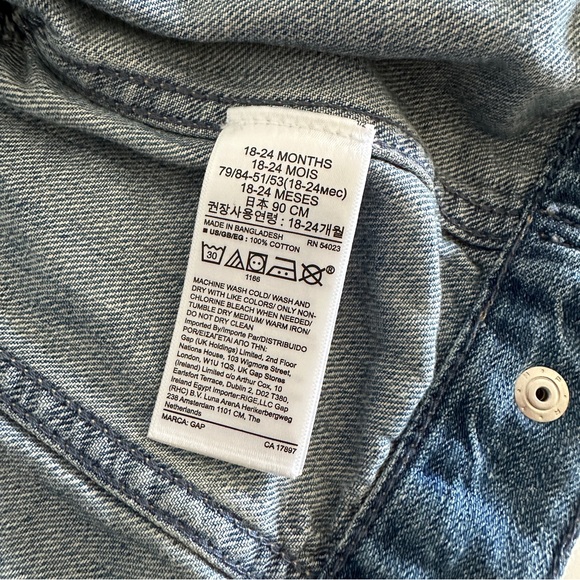 18-24 MONTHS
18-24 MOIS
79/84-51/53(18-24мес)
18-24 MESES
日本 90 CM
권장사용연령 : 18-24개월
MADE IN BANGLADESH RN 54023
■ US/GB/EG : 100% COTTON
30
1166
MACHINE WASH COLD/ WASH AND
DRY WITH LIKE COLORS/ ONLY NON-
CHLORINE BLEACH WHEN NEEDED/
TUMBLE DRY MEDIUM/ WARM IRON/
DO NOT DRY CLEAN
Imported By/Importe Par/DISTRIBUIDO
POR/ΕΙΣΑΓΕΤΑΙ ΑΠΟ ΤΗΝ:
Gap (UK Holdings) Limited, 2nd Floor
Nations House, 103 Wigmore Street,
London, W1U 1QS, UK Gap Stores
(Ireland) Limited c/o Arthur Cox, 10
Earlsfort Terrace, Dublin 2, D02 T380,
Ireland Egypt Importer:RIGE,LLC Gap
(RHC) B.V. Luna ArenA Herikerbergweg
238 Amsterdam 1101 CM, The
Netherlands
MARCA: GAP CA 17897